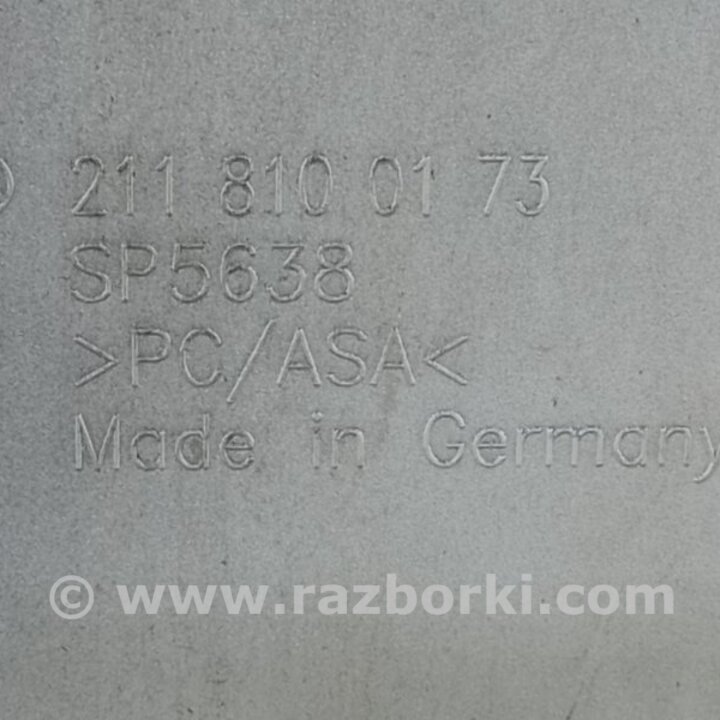 211 810 01 73
SP5638
>PC/ASA<
Made in Germany
© www.razborki.com